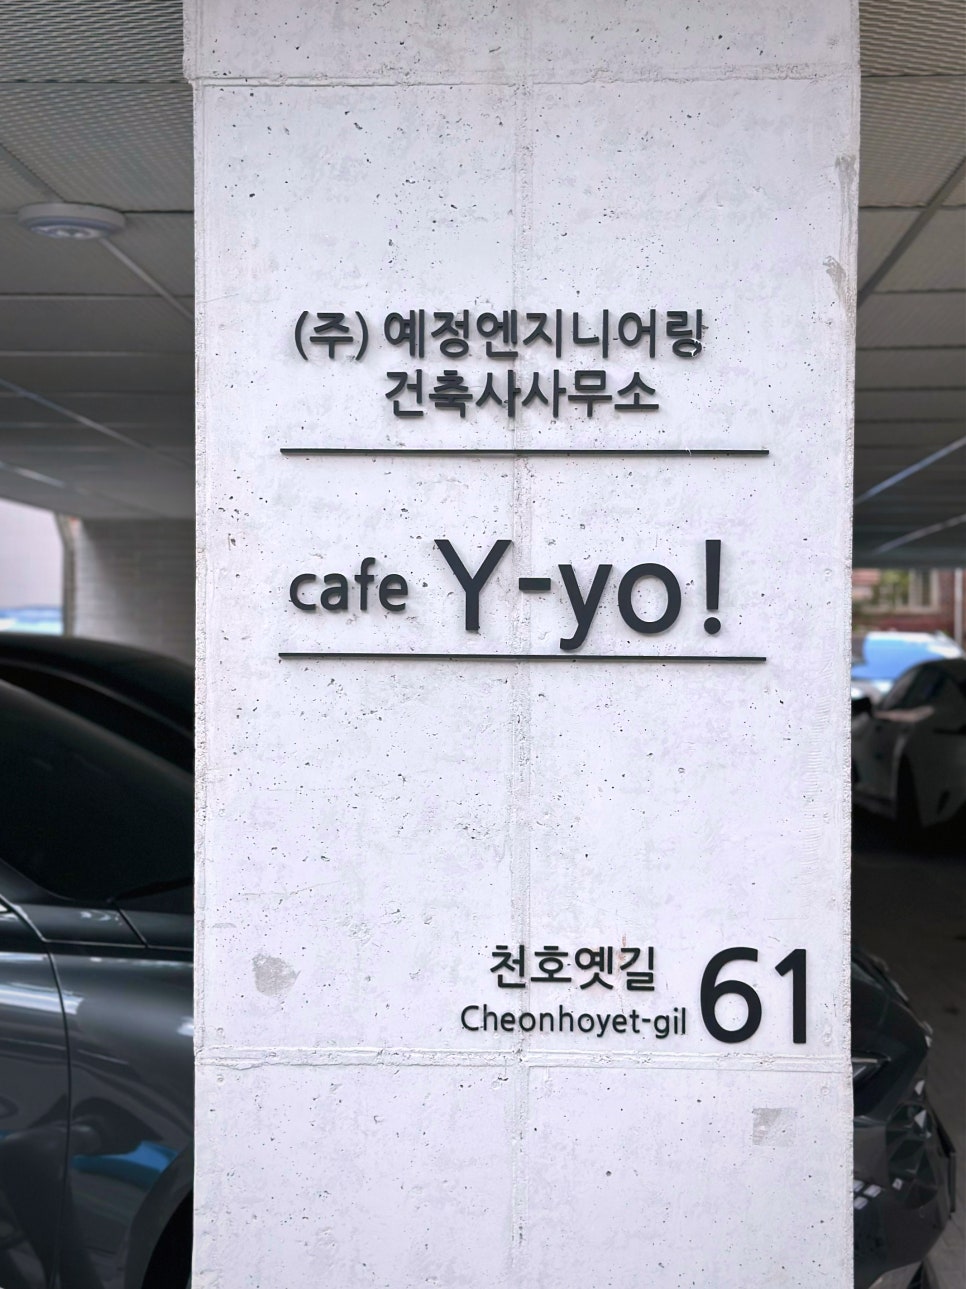 (주) 예정엔지니어랑
건축사사무소
cafe Y-yo!
천호옛길 61
Cheonhoyet-gil